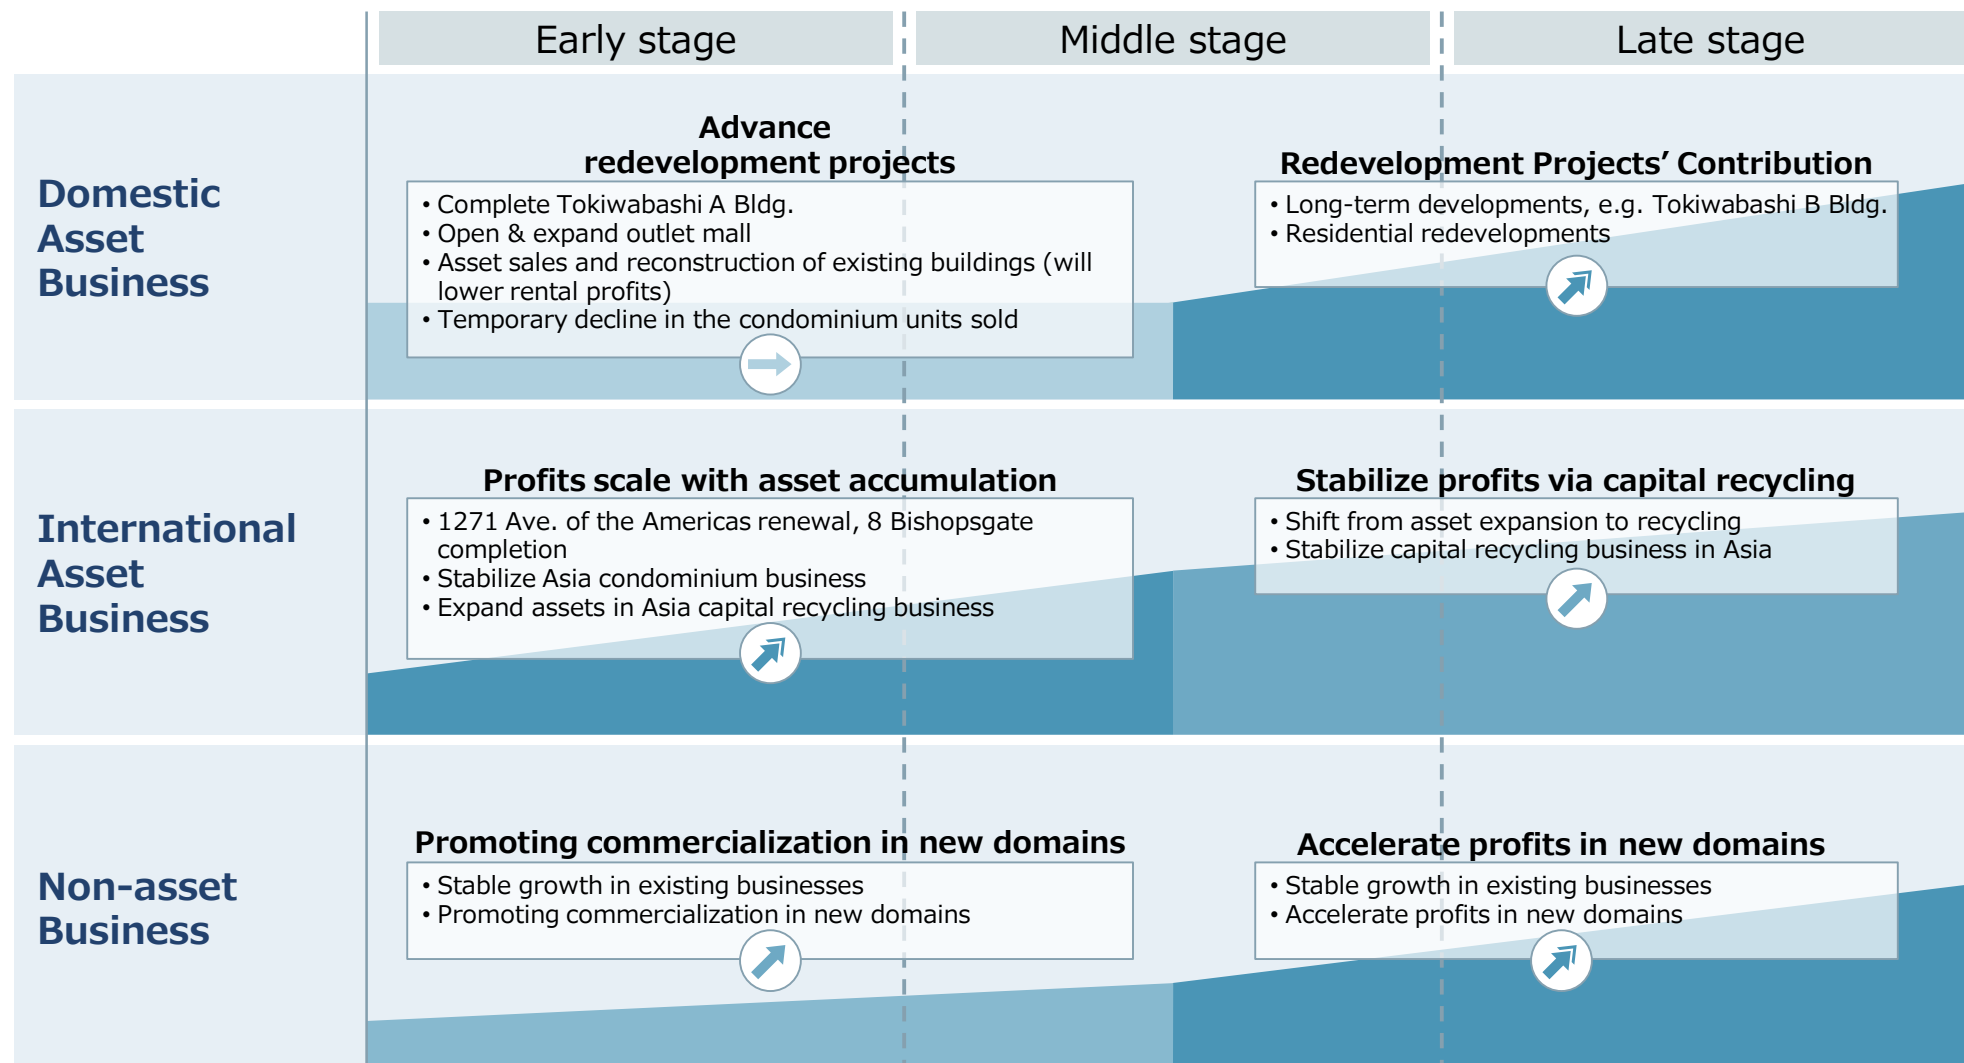 Early stage
Middle stage
Late stage
Domestic
Asset
Business
Advance
redevelopment projects
• Complete Tokiwabashi A Bldg.
• Open & expand outlet mall
• Asset sales and reconstruction of existing buildings (will
lower rental profits)
• Temporary decline in the condominium units sold
Redevelopment Projects’ Contribution
• Long-term developments, e.g. Tokiwabashi B Bldg.
• Residential redevelopments
International
Asset
Business
Profits scale with asset accumulation
• 1271 Ave. of the Americas renewal, 8 Bishopsgate
completion
• Stabilize Asia condominium business
• Expand assets in Asia capital recycling business
Stabilize profits via capital recycling
• Shift from asset expansion to recycling
• Stabilize capital recycling business in Asia
Non-asset
Business
Promoting commercialization in new domains
• Stable growth in existing businesses
• Promoting commercialization in new domains
Accelerate profits in new domains
• Stable growth in existing businesses
• Accelerate profits in new domains